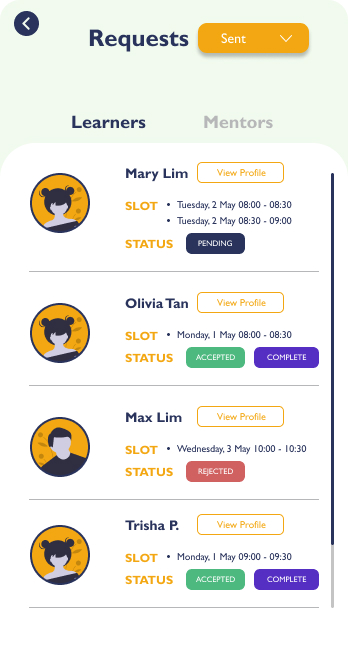 Requests
Sent
Learners
Mentors
Mary Lim
View Profile
SLOT
• Tuesday, 2 May 08:00 - 08:30
• Tuesday, 2 May 08:30 - 09:00
STATUS
PENDING
Olivia Tan
View Profile
SLOT
• Monday, 1 May 08:00 - 08:30
STATUS
ACCEPTED
COMPLETE
Max Lim
View Profile
SLOT
• Wednesday, 3 May 10:00 - 10:30
STATUS
REJECTED
Trisha P.
View Profile
SLOT
• Monday, 1 May 09:00 - 09:30
STATUS
ACCEPTED
COMPLETE